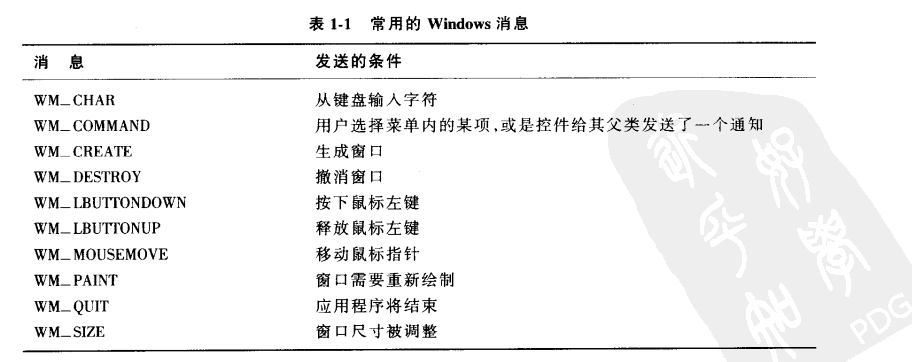 表 1-1 常用的 Windows 消息
消 息 发送的条件
WM_CHAR 从键盘输入字符
WM_COMMAND 用户选择菜单内的某项,或是控件给其父类发送了一个通知
WM_CREATE 生成窗口
WM_DESTROY 撤消窗口
WM_LBUTTONDOWN 按下鼠标左键
WM_LBUTTONUP 释放鼠标左键
WM_MOUSEMOVE 移动鼠标指针
WM_PAINT 窗口需要重新绘制
WM_QUIT 应用程序将结束
WM_SIZE 窗口尺寸被调整
PDG